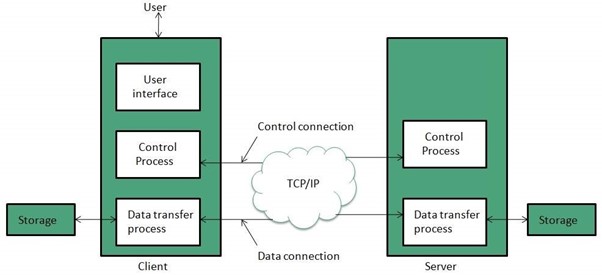 User
User
interface
Control connection
Control
Process
Control
Process
TCP/IP
Storage
Data transfer
process
Data transfer
process
Storage
Data connection
Client
Server